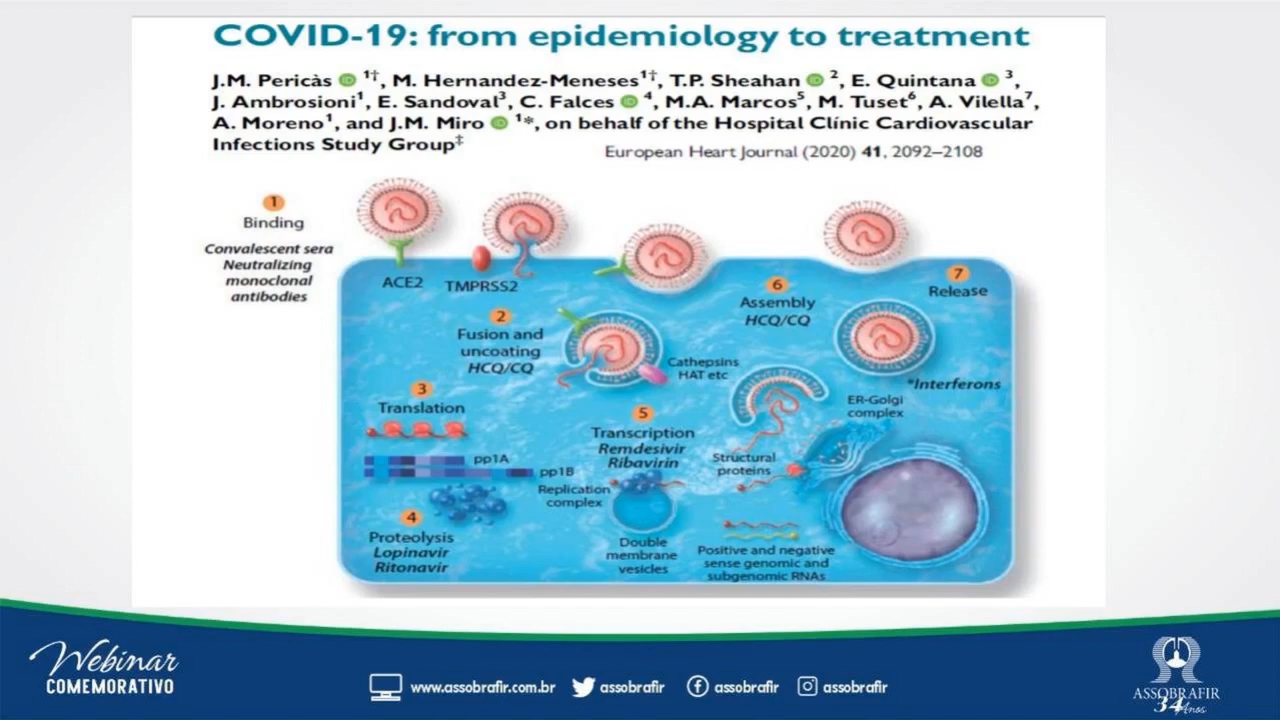 COVID-19: from epidemiology to treatment
J.M. Pericàs 1†, M. Hernandez-Meneses1†, T.P. Sheahan 2, E. Quintana 3,
J. Ambrosioni1, E. Sandoval3, C. Falces 4, M.A. Marcos5, M. Tuset6, A. Vilella7,
A. Moreno1, and J.M. Miro 1*, on behalf of the Hospital Clínic Cardiovascular
Infections Study Group‡
European Heart Journal (2020) 41, 2092–2108
1
Binding
Convalescent sera
Neutralizing
monoclonal
antibodies
ACE2
TMPRSS2
2
Fusion and
uncoating
HCQ/CQ
Cathepsins
HAT etc
3
Translation
pp1A
pp1B
Replication
complex
4
Proteolysis
Lopinavir
Ritonavir
5
Transcription
Remdesivir
Ribavirin
Double
membrane
vesicles
Structural
proteins
Positive and negative
sense genomic and
subgenomic RNAs
6
Assembly
HCQ/CQ
ER-Golgi
complex
7
Release
*Interferons
Webinar
COMEMORATIVO
www.assobrafir.com.br
assobrafir
assobrafir
assobrafir
ASSOBRAFIR
34 Anos